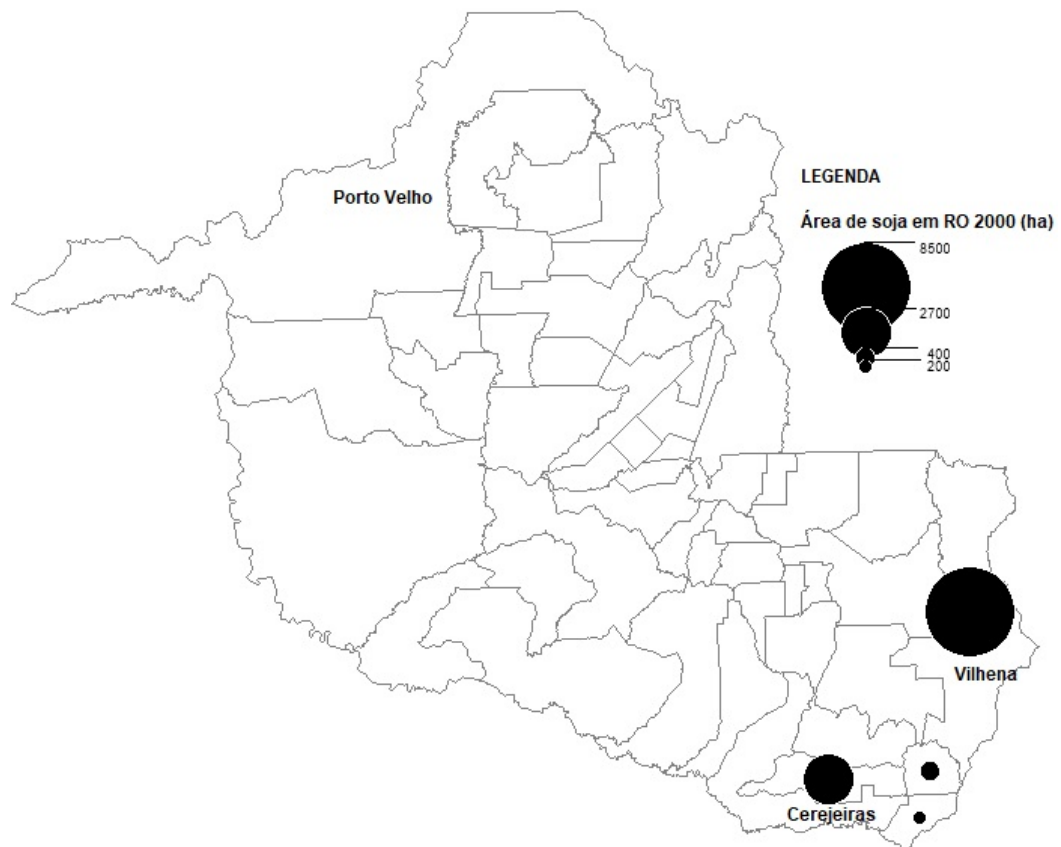 Porto Velho
LEGENDA
Área de soja em RO 2000 (ha)
8500
2700
400
200
Vilhena
Cerejeiras